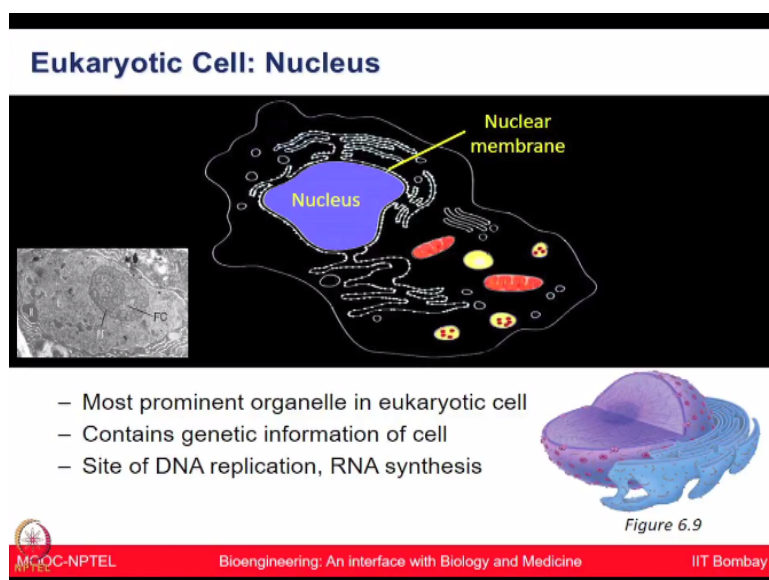 Eukaryotic Cell: Nucleus
Nuclear
membrane
Nucleus
FC
– Most prominent organelle in eukaryotic cell
– Contains genetic information of cell
– Site of DNA replication, RNA synthesis
Figure 6.9
MOOC-NPTEL
NPTEL
Bioengineering: An interface with Biology and Medicine
IIT Bombay